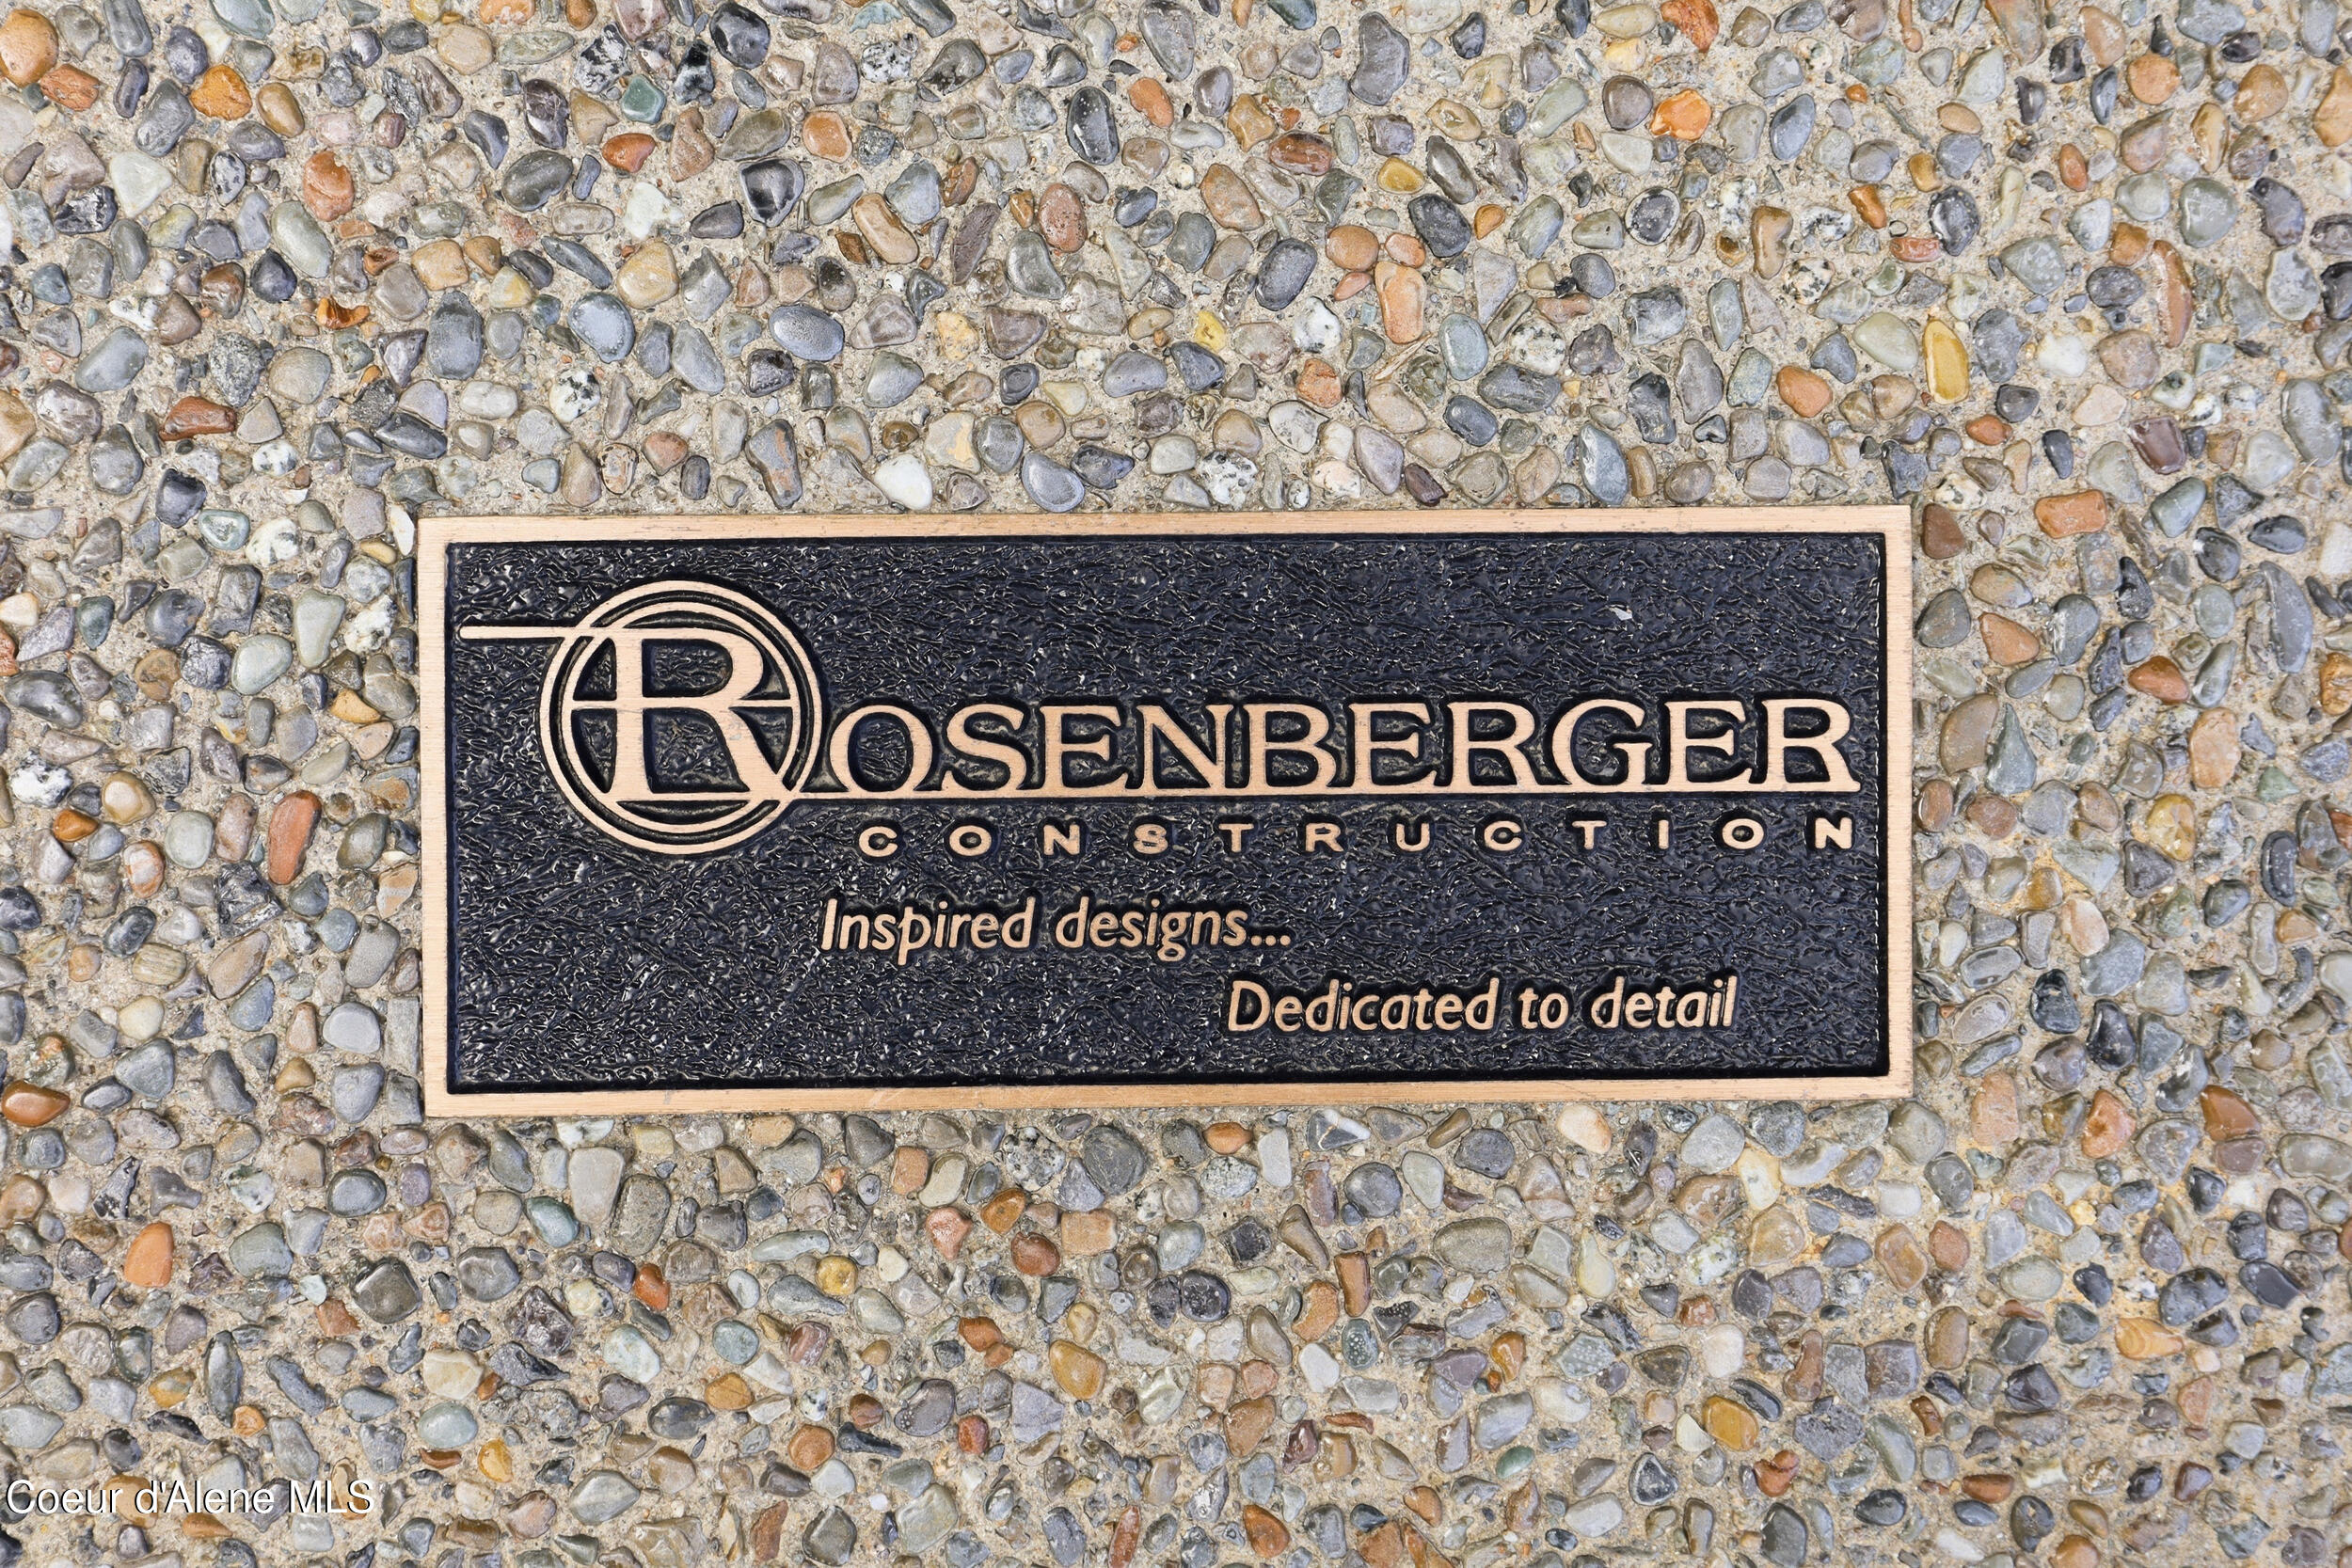 ROSENBERGER
CONSTRUCTION
Inspired designs...
Dedicated to detail
Coeur d'Alene MLS